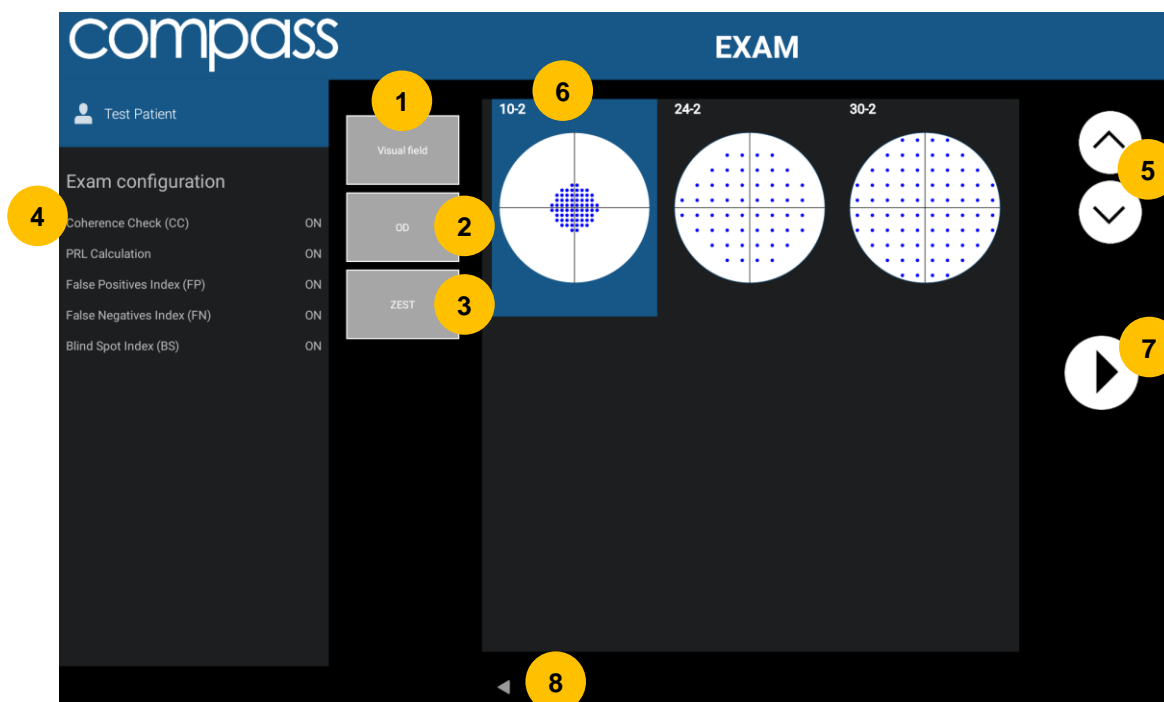 compass
EXAM
Test Patient
1
6
10-2
24-2
30-2
Visual field
5
Exam configuration
4
Coherence Check (CC) ON
OD
2
PRL Calculation ON
False Positives Index (FP) ON
ZEST
3
False Negatives Index (FN) ON
Blind Spot Index (BS) ON
7
8